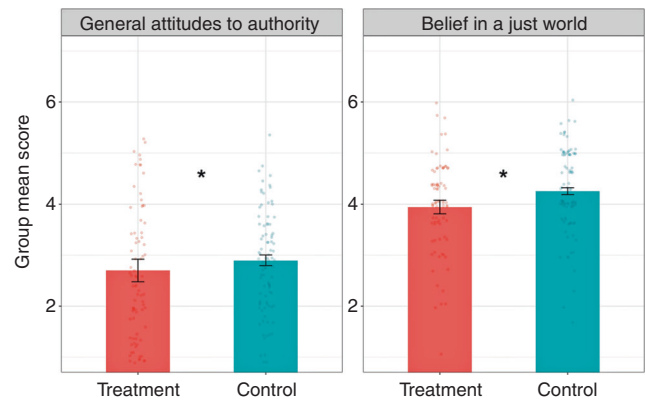 General attitudes to authority
Belief in a just world
Group mean score
6
4
2
*
6
4
2
*
Treatment
Control
Treatment
Control